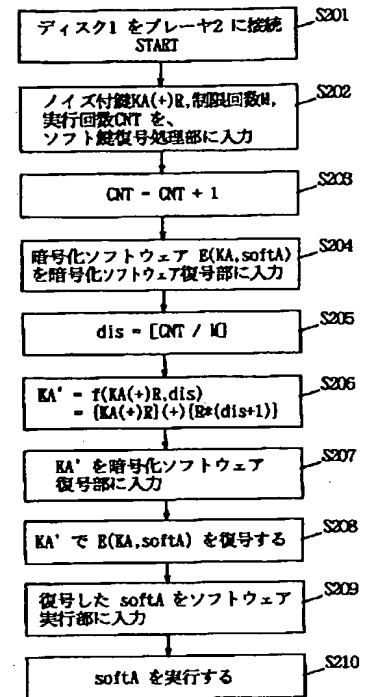 ディスク1 をプレーヤ2 に接続
START
S201
ノイズ付鍵KA(+)R,制限回数M,
実行回数CNT を、
ソフト鍵復号処理部に入力
S202
CNT = CNT + 1
S203
暗号化ソフトウェア E(KA,softA)
を暗号化ソフトウェア復号部に入力
S204
dis = [CNT / M]
S205
KA' = f(KA(+)R,dis)
= {KA(+)R}(+){R*(dis+1)}
S206
KA' を暗号化ソフトウェア
復号部に入力
S207
KA' で E(KA,softA) を復号する
S208
復号した softA をソフトウェア
実行部に入力
S209
softA を実行する
S210